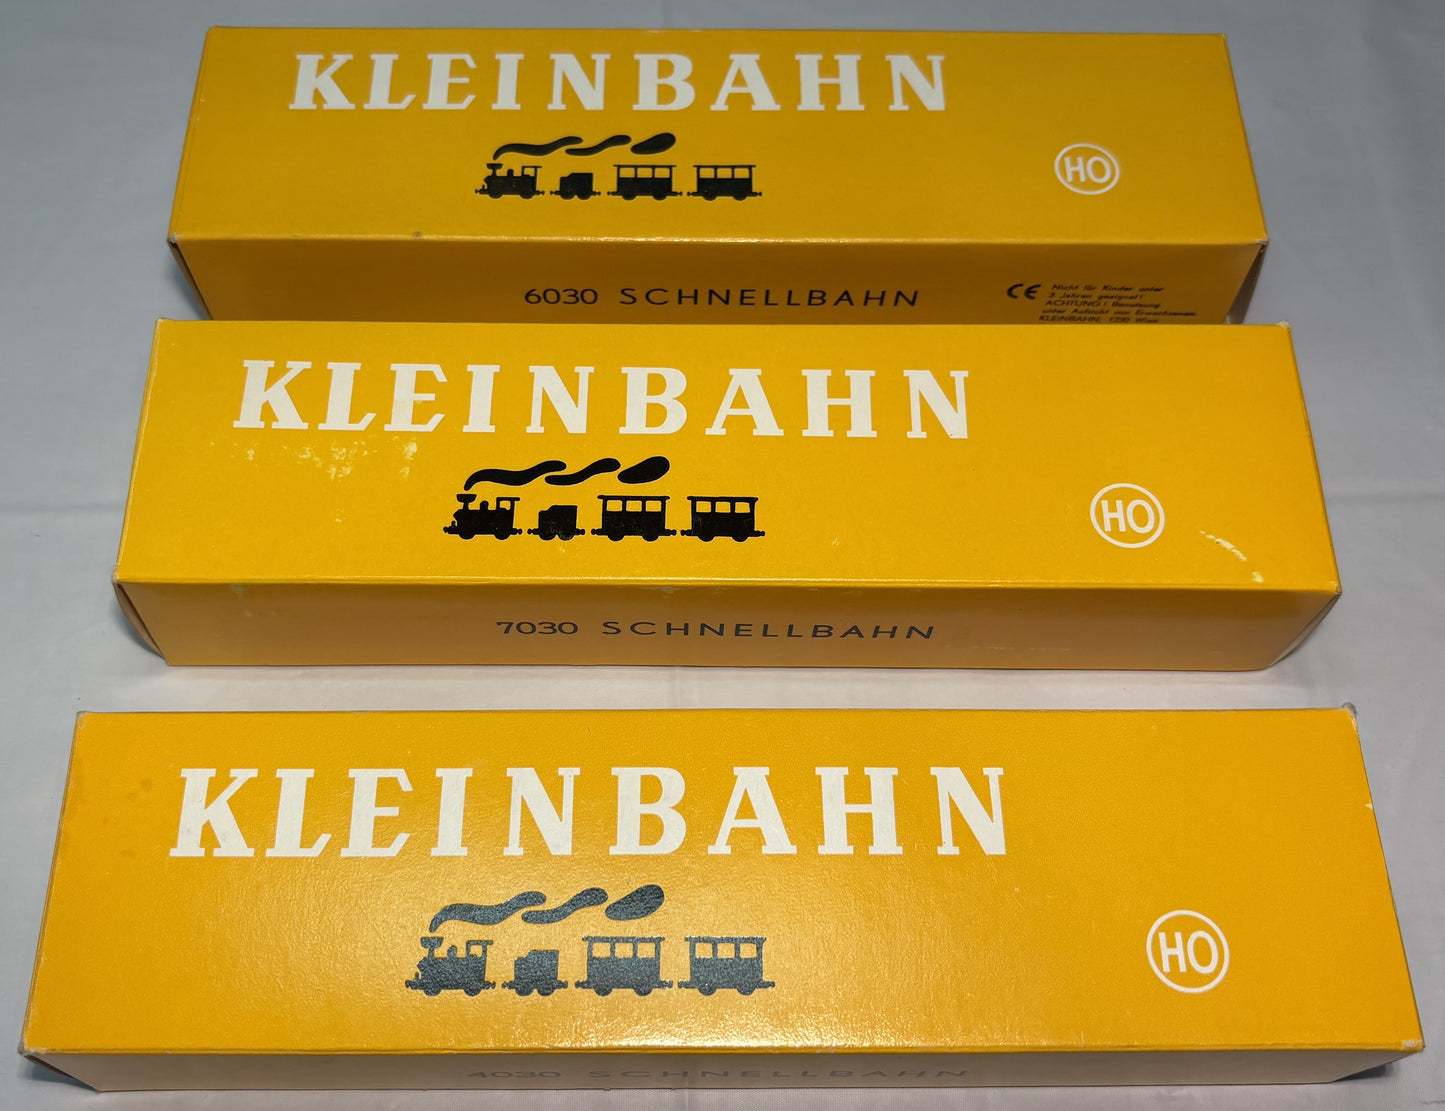 KLEINBAHN
HO
6030 SCHNELLBAHN
CE Nicht für Kinder unter
3 Jahren geeignet!
ACHTUNG! Benutzung
unter Aufsicht von Erwachsenen.
KLEINBAHN, 1230 Wien
KLEINBAHN
HO
7030 SCHNELLBAHN
KLEINBAHN
HO
4030 SCHNELLBAHN